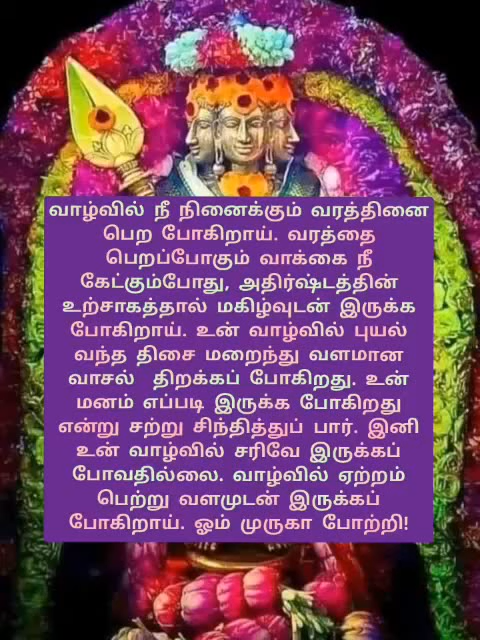 வாழ்வில் நீ நினைக்கும் வரத்தினை
பெற போகிறாய். வரத்தை
பெறப்போகும் வாக்கை நீ
கேட்கும்போது, அதிர்ஷ்டத்தின்
உற்சாகத்தால் மகிழ்வுடன் இருக்க
போகிறாய். உன் வாழ்வில் புயல்
வந்த திசை மறைந்து வளமான
வாசல் திறக்கப் போகிறது. உன்
மனம் எப்படி இருக்க போகிறது
என்று சற்று சிந்தித்துப் பார். இனி
உன் வாழ்வில் சரிவே இருக்கப்
போவதில்லை. வாழ்வில் ஏற்றம்
பெற்று வளமுடன் இருக்கப்
போகிறாய். ஓம் முருகா போற்றி!